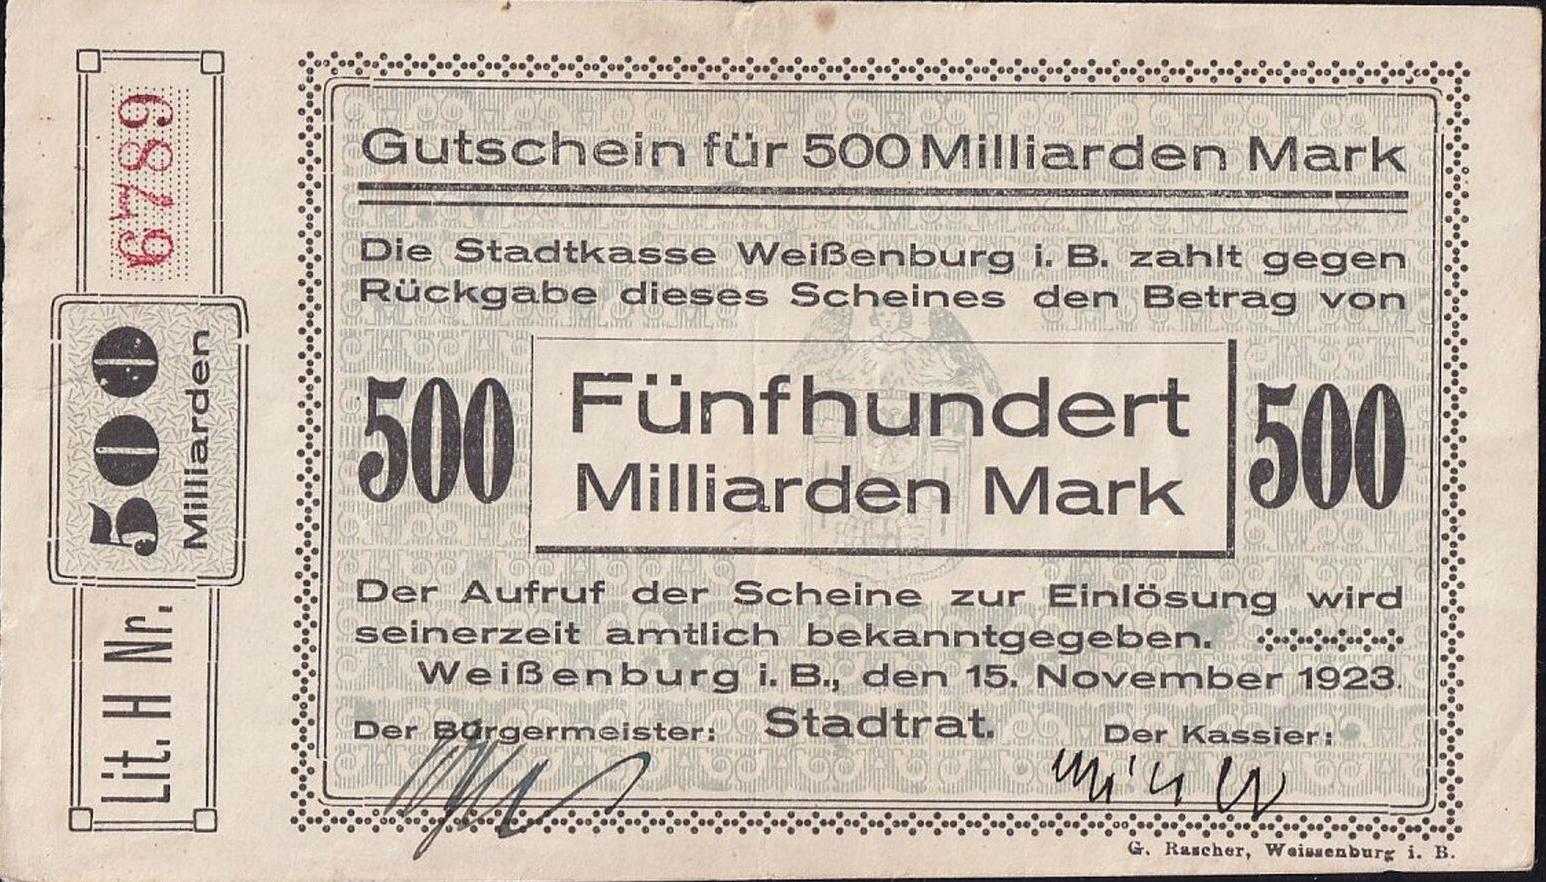 Lit. H Nr.
500
Milliarden
6789
Gutschein für 500 Milliarden Mark
Die Stadtkasse Weißenburg i. B. zahlt gegen
Rückgabe dieses Scheines den Betrag von
500
Fünfhundert
Milliarden Mark
500
Der Aufruf der Scheine zur Einlösung wird
seinerzeit amtlich bekanntgegeben.
Weißenburg i. B., den 15. November 1923.
Der Bürgermeister: Stadtrat. Der Kassier:
G. Rascher, Weissenburg i. B.